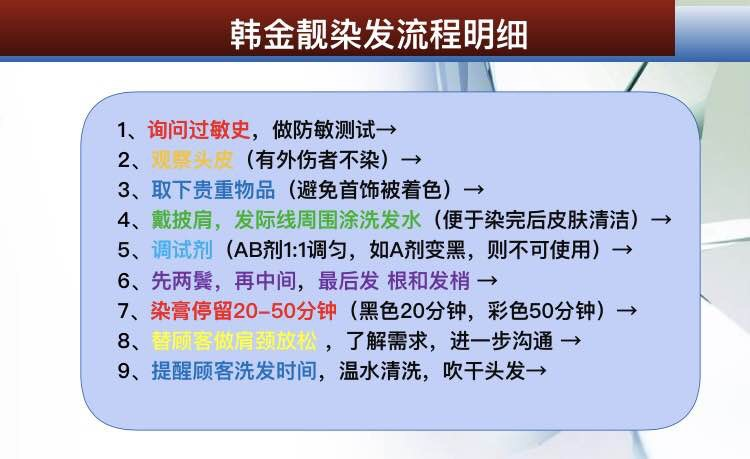 韩金靓染发流程明细
1、询问过敏史，做防敏测试→
2、观察头皮（有外伤者不染）→
3、取下贵重物品（避免首饰被着色）→
4、戴披肩，发际线周围涂洗发水（便于染完后皮肤清洁）→
5、调试剂（AB剂1:1调匀，如A剂变黑，则不可使用）→
6、先两鬓，再中间，最后发 根和发梢 →
7、染膏停留20-50分钟（黑色20分钟，彩色50分钟）→
8、替顾客做肩颈放松 ，了解需求，进一步沟通 →
9、提醒顾客洗发时间，温水清洗，吹干头发→